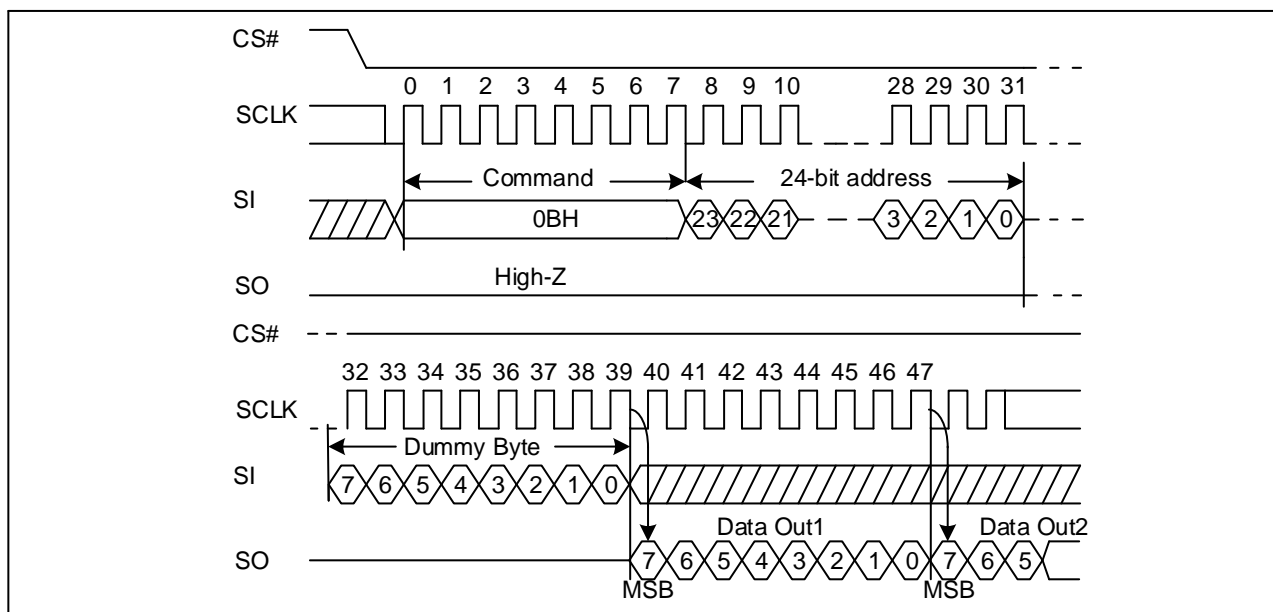 CS#
0 1 2 3 4 5 6 7 8 9 10 28 29 30 31
SCLK
Command 24-bit address
SI
0BH 23 22 21 3 2 1 0
High-Z
SO
CS#
32 33 34 35 36 37 38 39 40 41 42 43 44 45 46 47
SCLK
Dummy Byte
SI
7 6 5 4 3 2 1 0
Data Out1 Data Out2
SO
7 6 5 4 3 2 1 0 7 6 5
MSB MSB